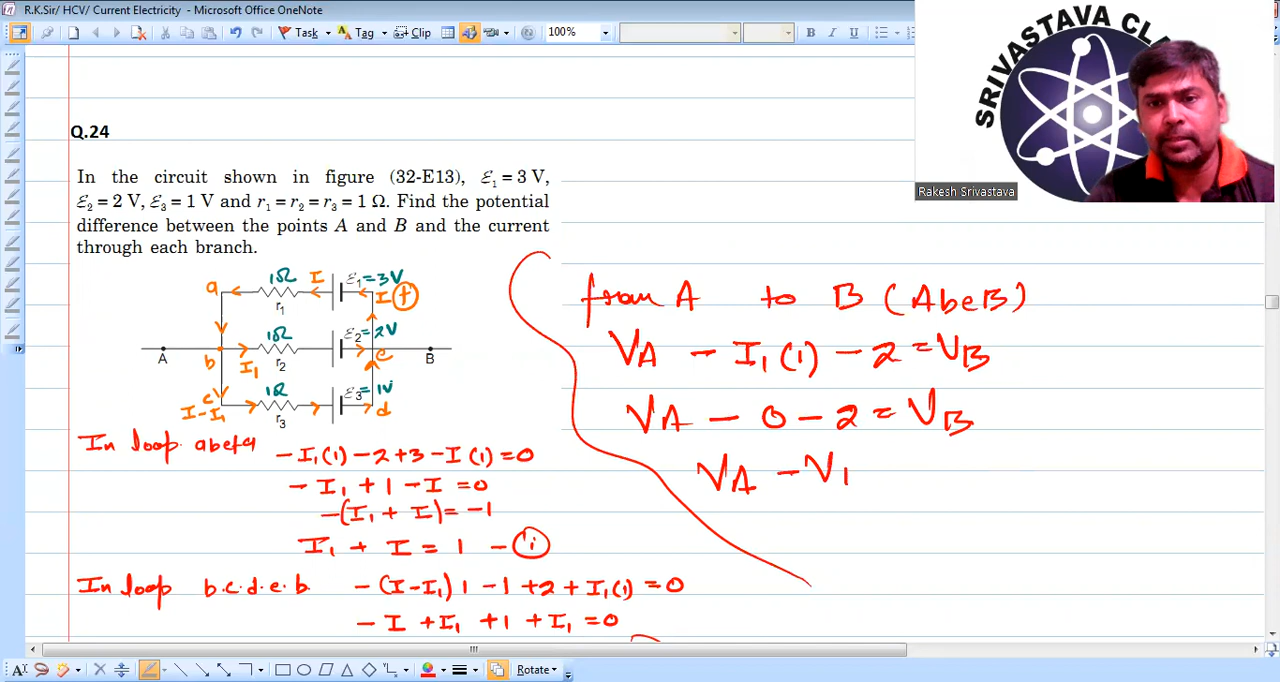 R.K.Sir/ HCV/ Current Electricity - Microsoft Office OneNote
Task
Tag
Clip
100%
B I U
SRIVASTAVA CL
Rakesh Srivastava
Q.24
In the circuit shown in figure (32-E13), ℰ₁ = 3 V,
ℰ₂ = 2 V, ℰ₃ = 1 V and r₁ = r₂ = r₃ = 1 Ω. Find the potential
difference between the points A and B and the current
through each branch.
a 1Ω I ℰ₁ = 3V
r₁ I (+)
1Ω ℰ₂ = 2V
A b I₁ r₂ e B
1Ω ℰ₃ = 1V
c I-I₁ r₃ d
In loop abefa
-I₁(1) -2+3 -I(1) =0
- I₁ +1 -I =0
-(I₁ + I) = -1
I₁ + I = 1 - (i)
In loop b.c.d.e.b. -(I-I₁) 1 -1 +2 + I₁(1) =0
- I + I₁ +1 + I₁ =0
from A to B (AbeB)
VA - I₁(1) -2 = VB
VA - 0 - 2 = VB
VA - V
Rotate